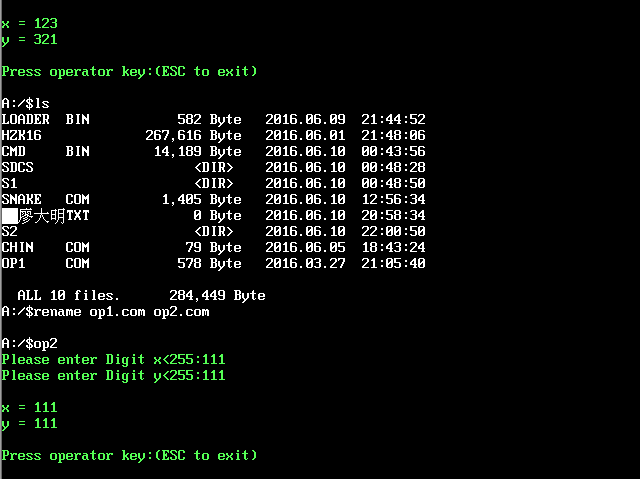 x = 123
y = 321
Press operator key:(ESC to exit)
A:/$ls
LOADER BIN 582 Byte 2016.06.09 21:44:52
HZK16 267,616 Byte 2016.06.01 21:48:06
CMD BIN 14,189 Byte 2016.06.10 00:43:56
SDCS <DIR> 2016.06.10 00:48:28
S1 <DIR> 2016.06.10 00:48:50
SNAKE COM 1,405 Byte 2016.06.10 12:56:34
廖大明TXT 0 Byte 2016.06.10 20:58:34
S2 <DIR> 2016.06.10 22:00:50
CHIN COM 79 Byte 2016.06.05 18:43:24
OP1 COM 578 Byte 2016.03.27 21:05:40
ALL 10 files. 284,449 Byte
A:/$rename op1.com op2.com
A:/$op2
Please enter Digit x<255:111
Please enter Digit y<255:111
x = 111
y = 111
Press operator key:(ESC to exit)